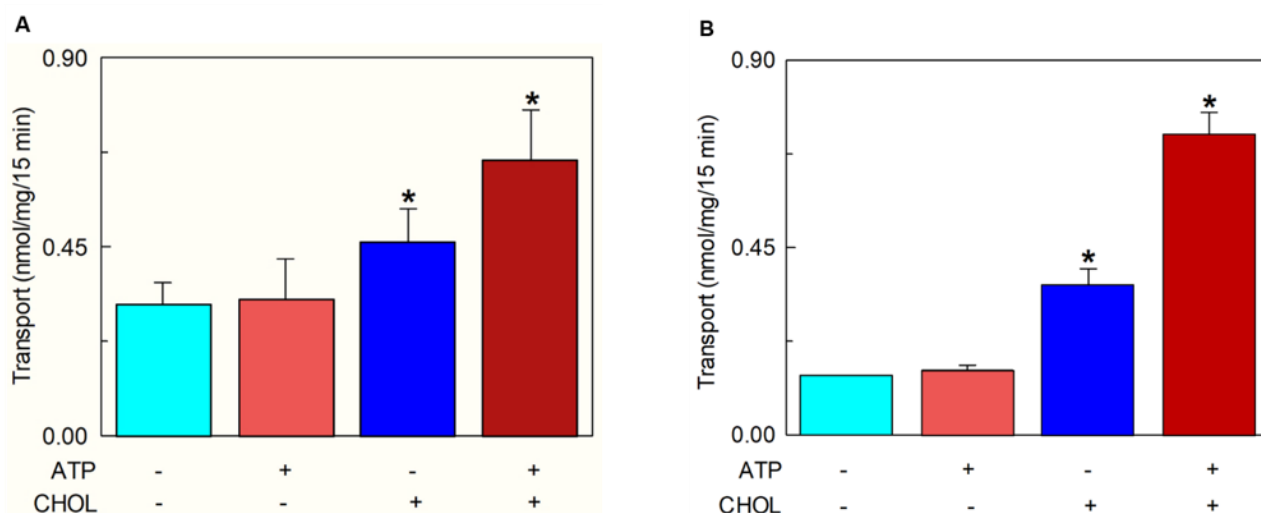 A
Transport (nmol/mg/15 min)
0.90
0.45
0.00
* *
ATP - + - +
CHOL - - + +
B
Transport (nmol/mg/15 min)
0.90
0.45
0.00
* *
ATP - + - +
CHOL - - + +